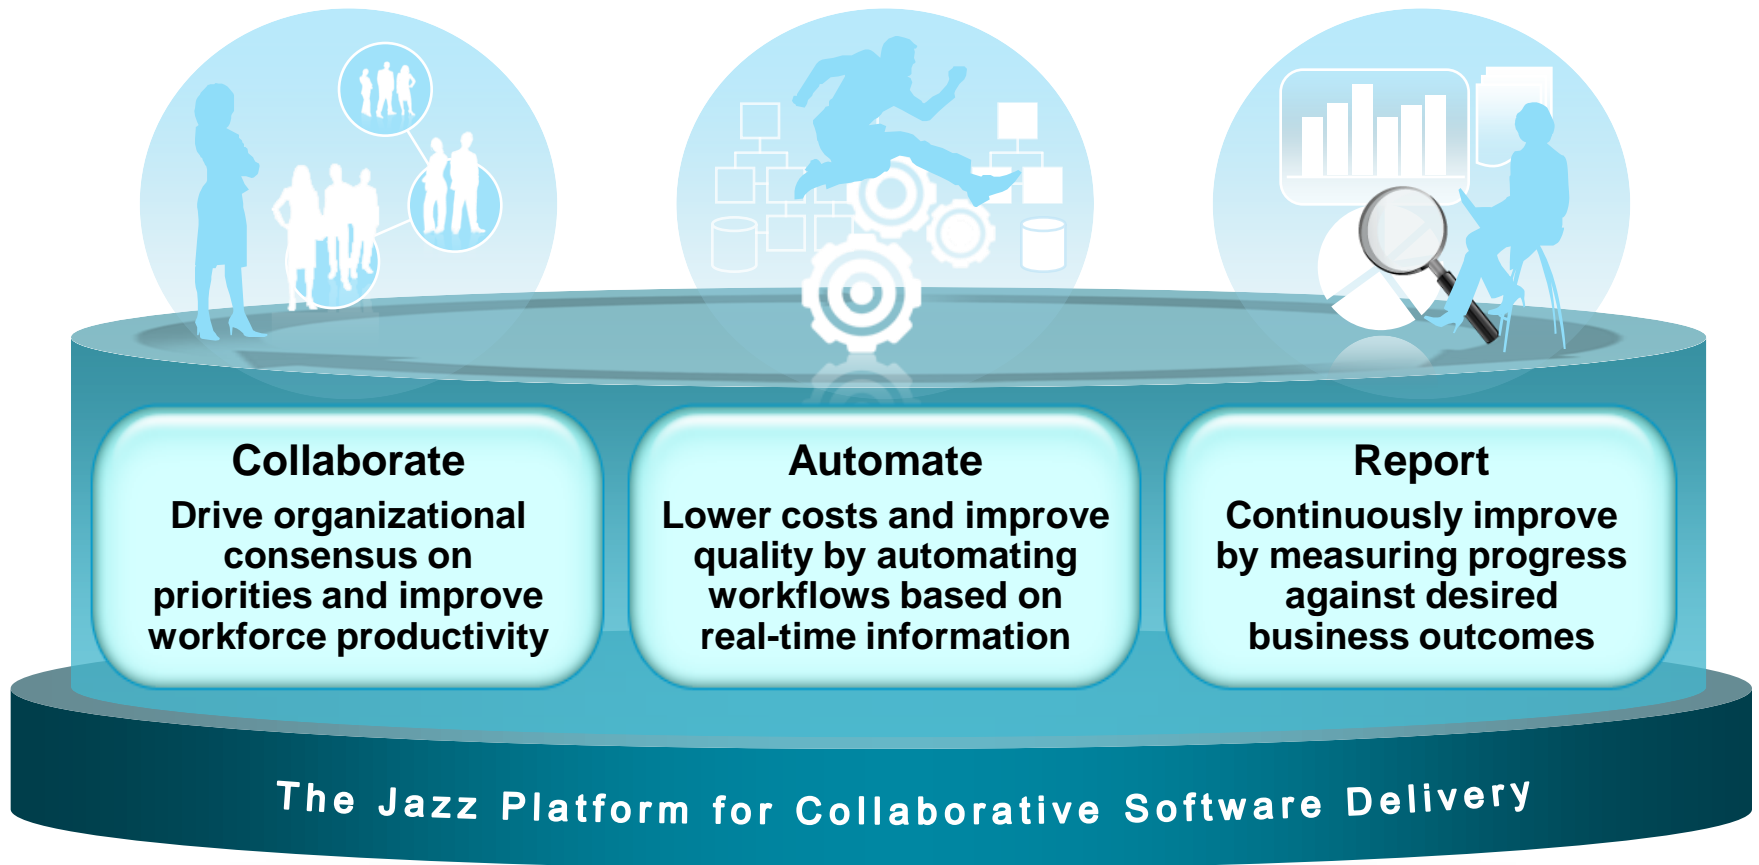 Collaborate
Drive organizational
consensus on
priorities and improve
workforce productivity
Automate
Lower costs and improve
quality by automating
workflows based on
real-time information
Report
Continuously improve
by measuring progress
against desired
business outcomes
The Jazz Platform for Collaborative Software Delivery